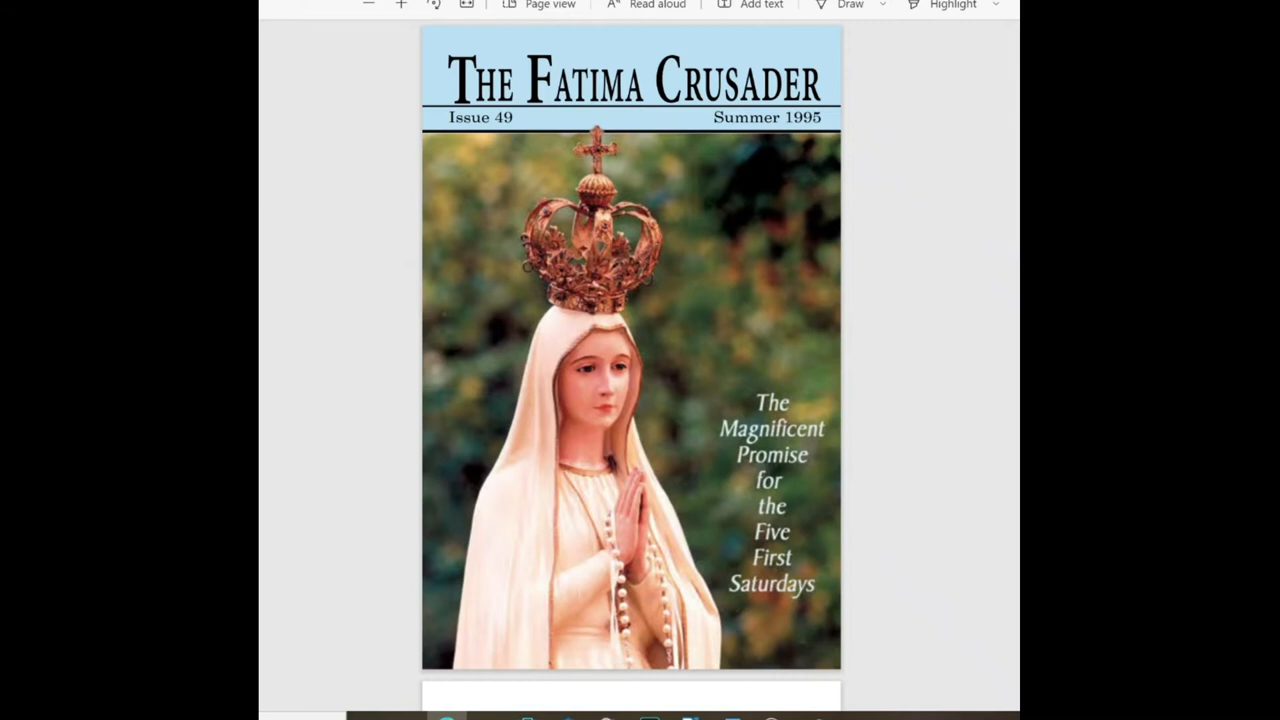 Page view Read aloud Add text Draw Highlight
THE FATIMA CRUSADER
Issue 49 Summer 1995
The
Magnificent
Promise
for
the
Five
First
Saturdays